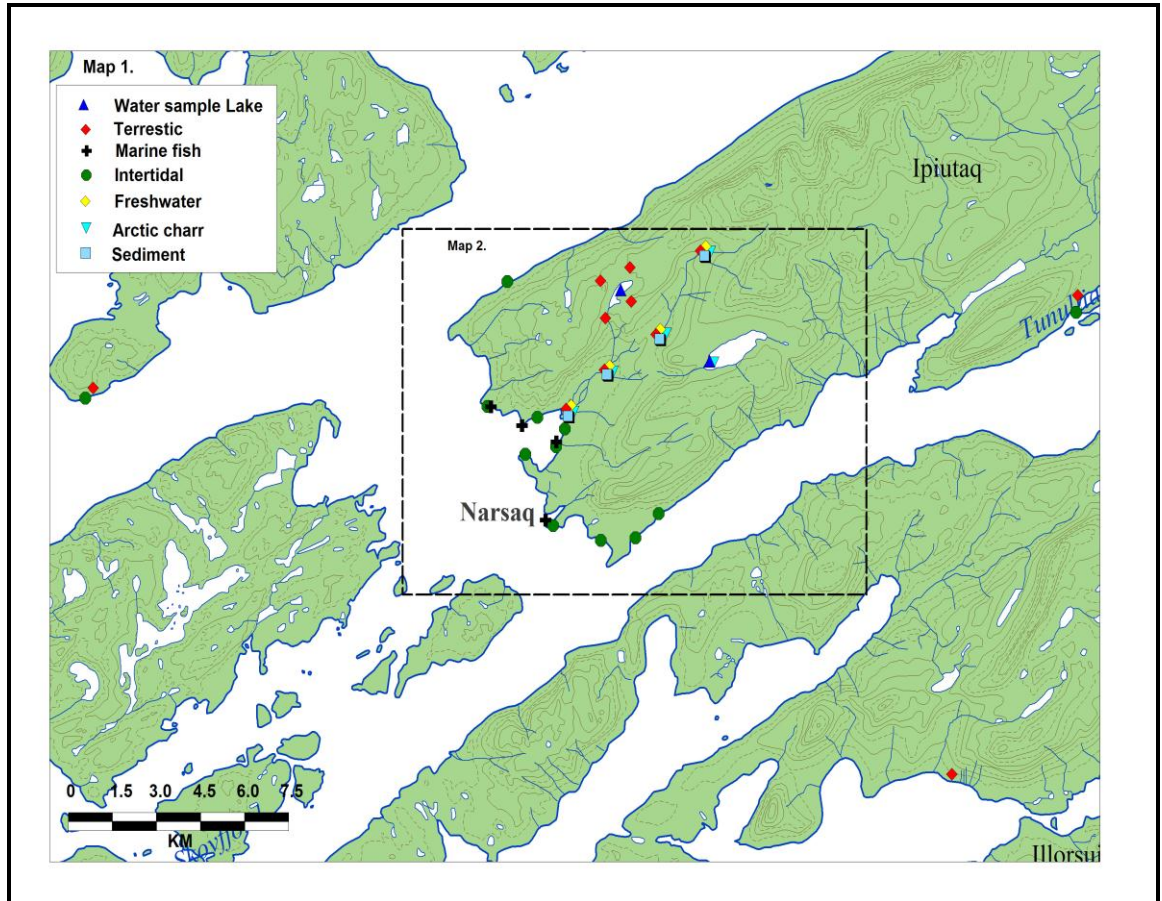 Map 1.
Water sample Lake
Terrestic
Marine fish
Intertidal
Freshwater
Arctic charr
Sediment
Ipiutaq
Map 2.
Narsaq
0 1.5 3.0 4.5 6.0 7.5
KM
Illorsui